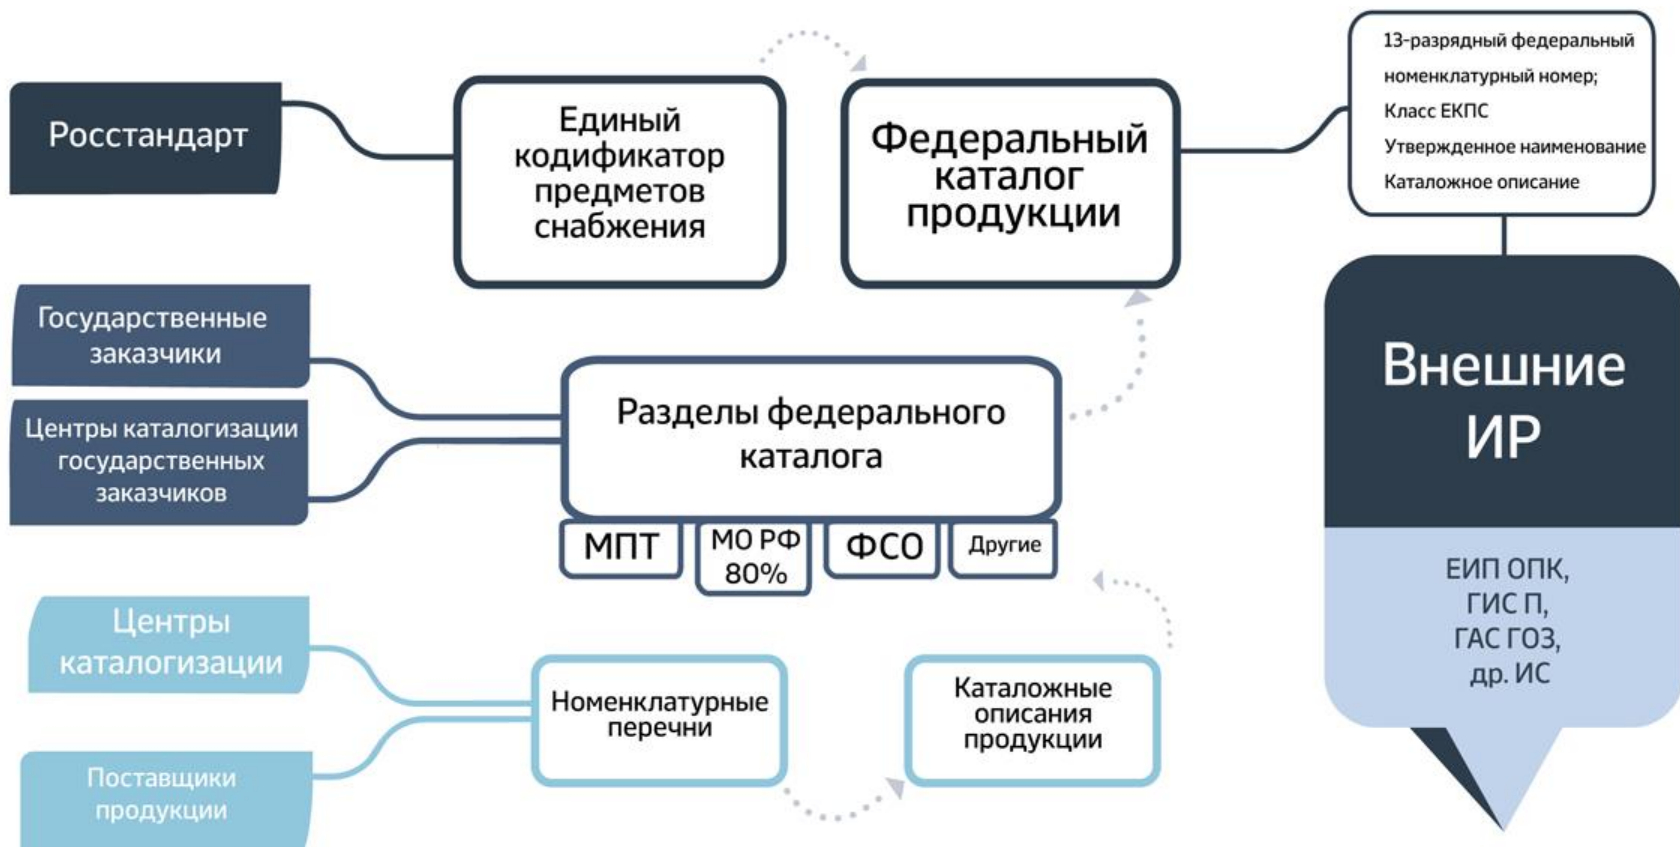 Росстандарт
Единый
кодификатор
предметов
снабжения
Федеральный
каталог
продукции
13-разрядный федеральный
номенклатурный номер;
Класс ЕКПС
Утвержденное наименование
Каталожное описание
Государственные
заказчики
Центры каталогизации
государственных
заказчиков
Разделы федерального
каталога
МПТ
МО РФ
80%
ФСО
Другие
Внешние
ИР
ЕИП ОПК,
ГИС П,
ГАС ГОЗ,
др. ИС
Центры
каталогизации
Поставщики
продукции
Номенклатурные
перечни
Каталожные
описания
продукции